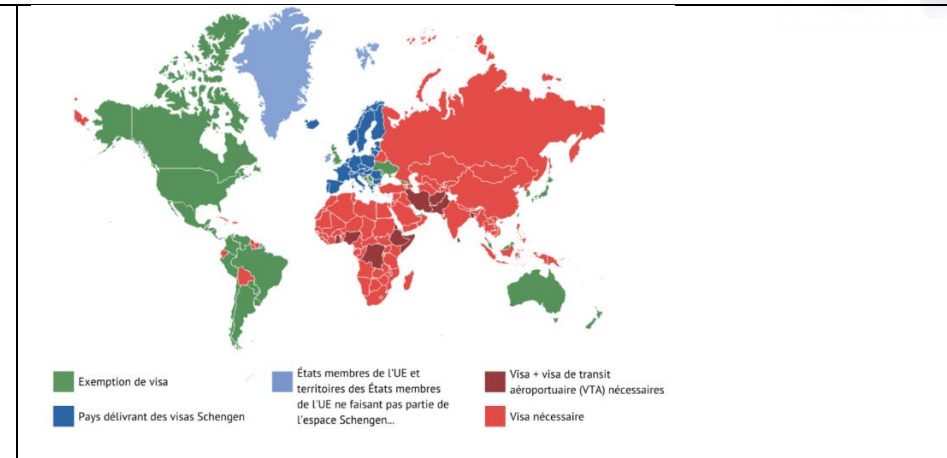 Exemption de visa
Pays délivrant des visas Schengen
États membres de l'UE et
territoires des États membres
de l'UE ne faisant pas partie de
l'espace Schengen...
Visa + visa de transit
aéroportuaire (VTA) nécessaires
Visa nécessaire